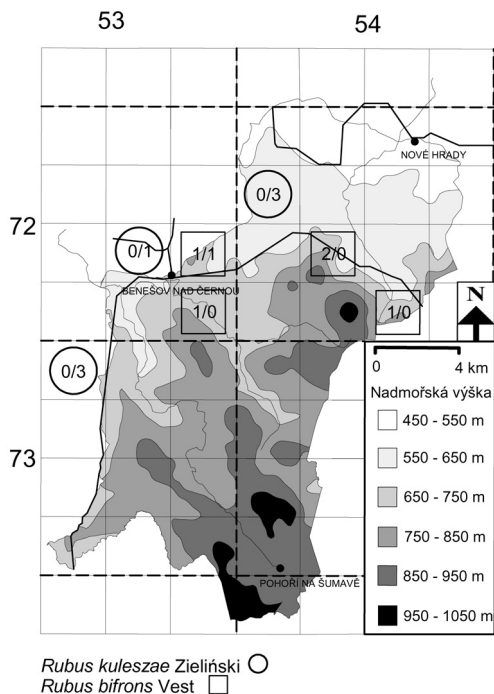 53 54
NOVÉ HRADY
0/3
72
0/1 1/1 2/0
BENEŠOV NAD ČERNOU
1/0 1/0
N
0/3
0 4 km
Nadmořská výška
450 - 550 m
550 - 650 m
650 - 750 m
73
750 - 850 m
850 - 950 m
POHOŘÍ NA ŠUMAVĚ
950 - 1050 m
Rubus kuleszae Zieliński
Rubus bifrons Vest